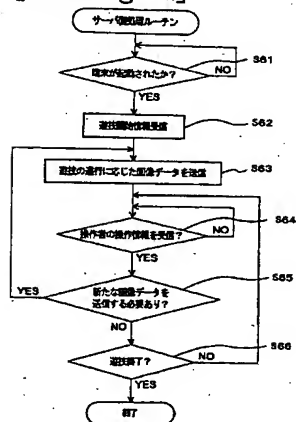 サーバ側処理ルーチン
端末が起動されたか？
S61
NO
YES
遊技開始情報受信
S62
遊技の進行に応じた画像データを送信
S63
操作者の操作情報を受信？
S64
NO
YES
新たな画像データを
送信する必要あり？
S65
YES
NO
遊技終了？
S66
NO
YES
終了